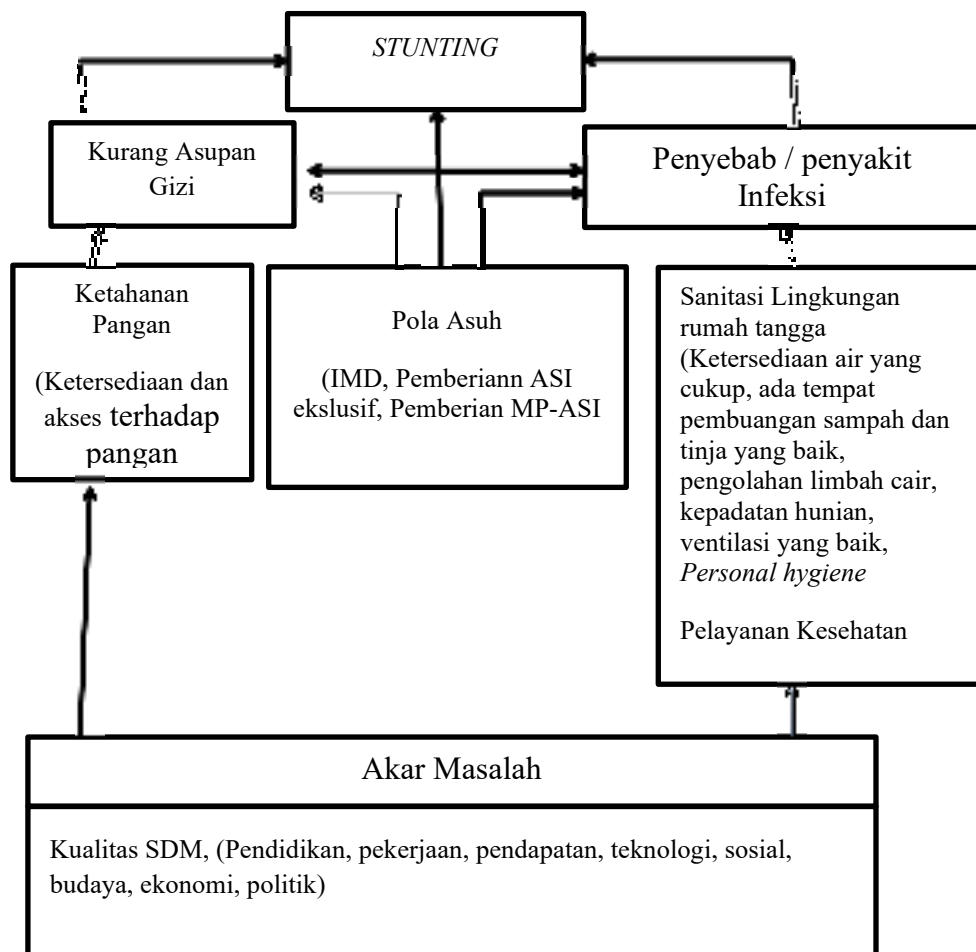 STUNTING
Kurang Asupan
Gizi
Penyebab / penyakit
Infeksi
Ketahanan
Pangan
(Ketersediaan dan
akses terhadap
pangan
Pola Asuh
(IMD, Pemberiann ASI
ekslusif, Pemberian MP-ASI
Sanitasi Lingkungan
rumah tangga
(Ketersediaan air yang
cukup, ada tempat
pembuangan sampah dan
tinja yang baik,
pengolahan limbah cair,
kepadatan hunian,
ventilasi yang baik,
Personal hygiene
Pelayanan Kesehatan
Akar Masalah
Kualitas SDM, (Pendidikan, pekerjaan, pendapatan, teknologi, sosial,
budaya, ekonomi, politik)